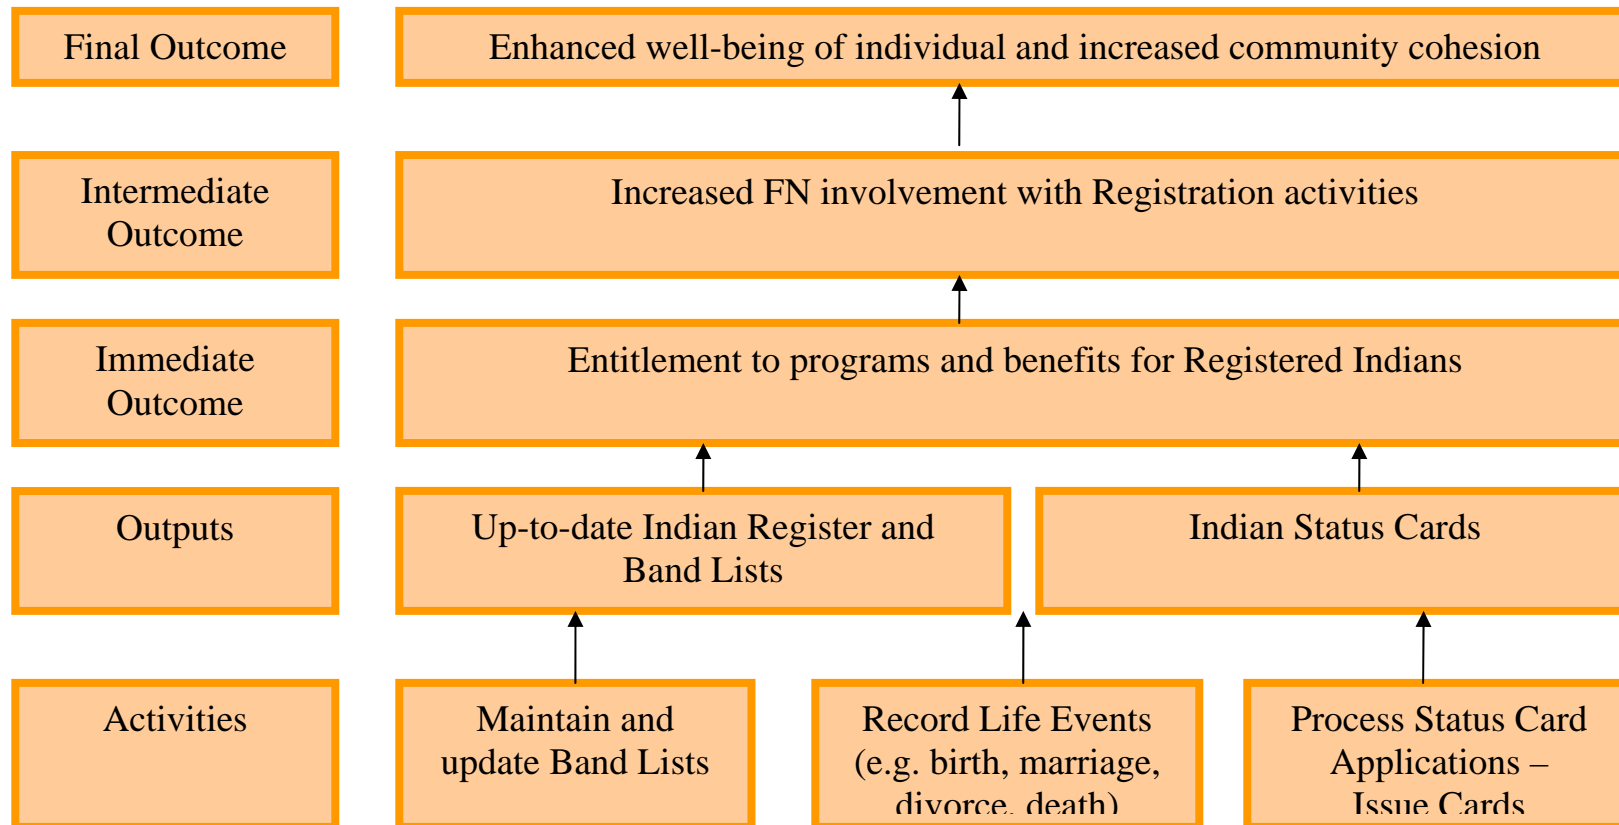 Final Outcome
Enhanced well-being of individual and increased community cohesion
Intermediate
Outcome
Increased FN involvement with Registration activities
Immediate
Outcome
Entitlement to programs and benefits for Registered Indians
Outputs
Up-to-date Indian Register and
Band Lists
Indian Status Cards
Activities
Maintain and
update Band Lists
Record Life Events
(e.g. birth, marriage,
divorce, death)
Process Status Card
Applications –
Issue Cards